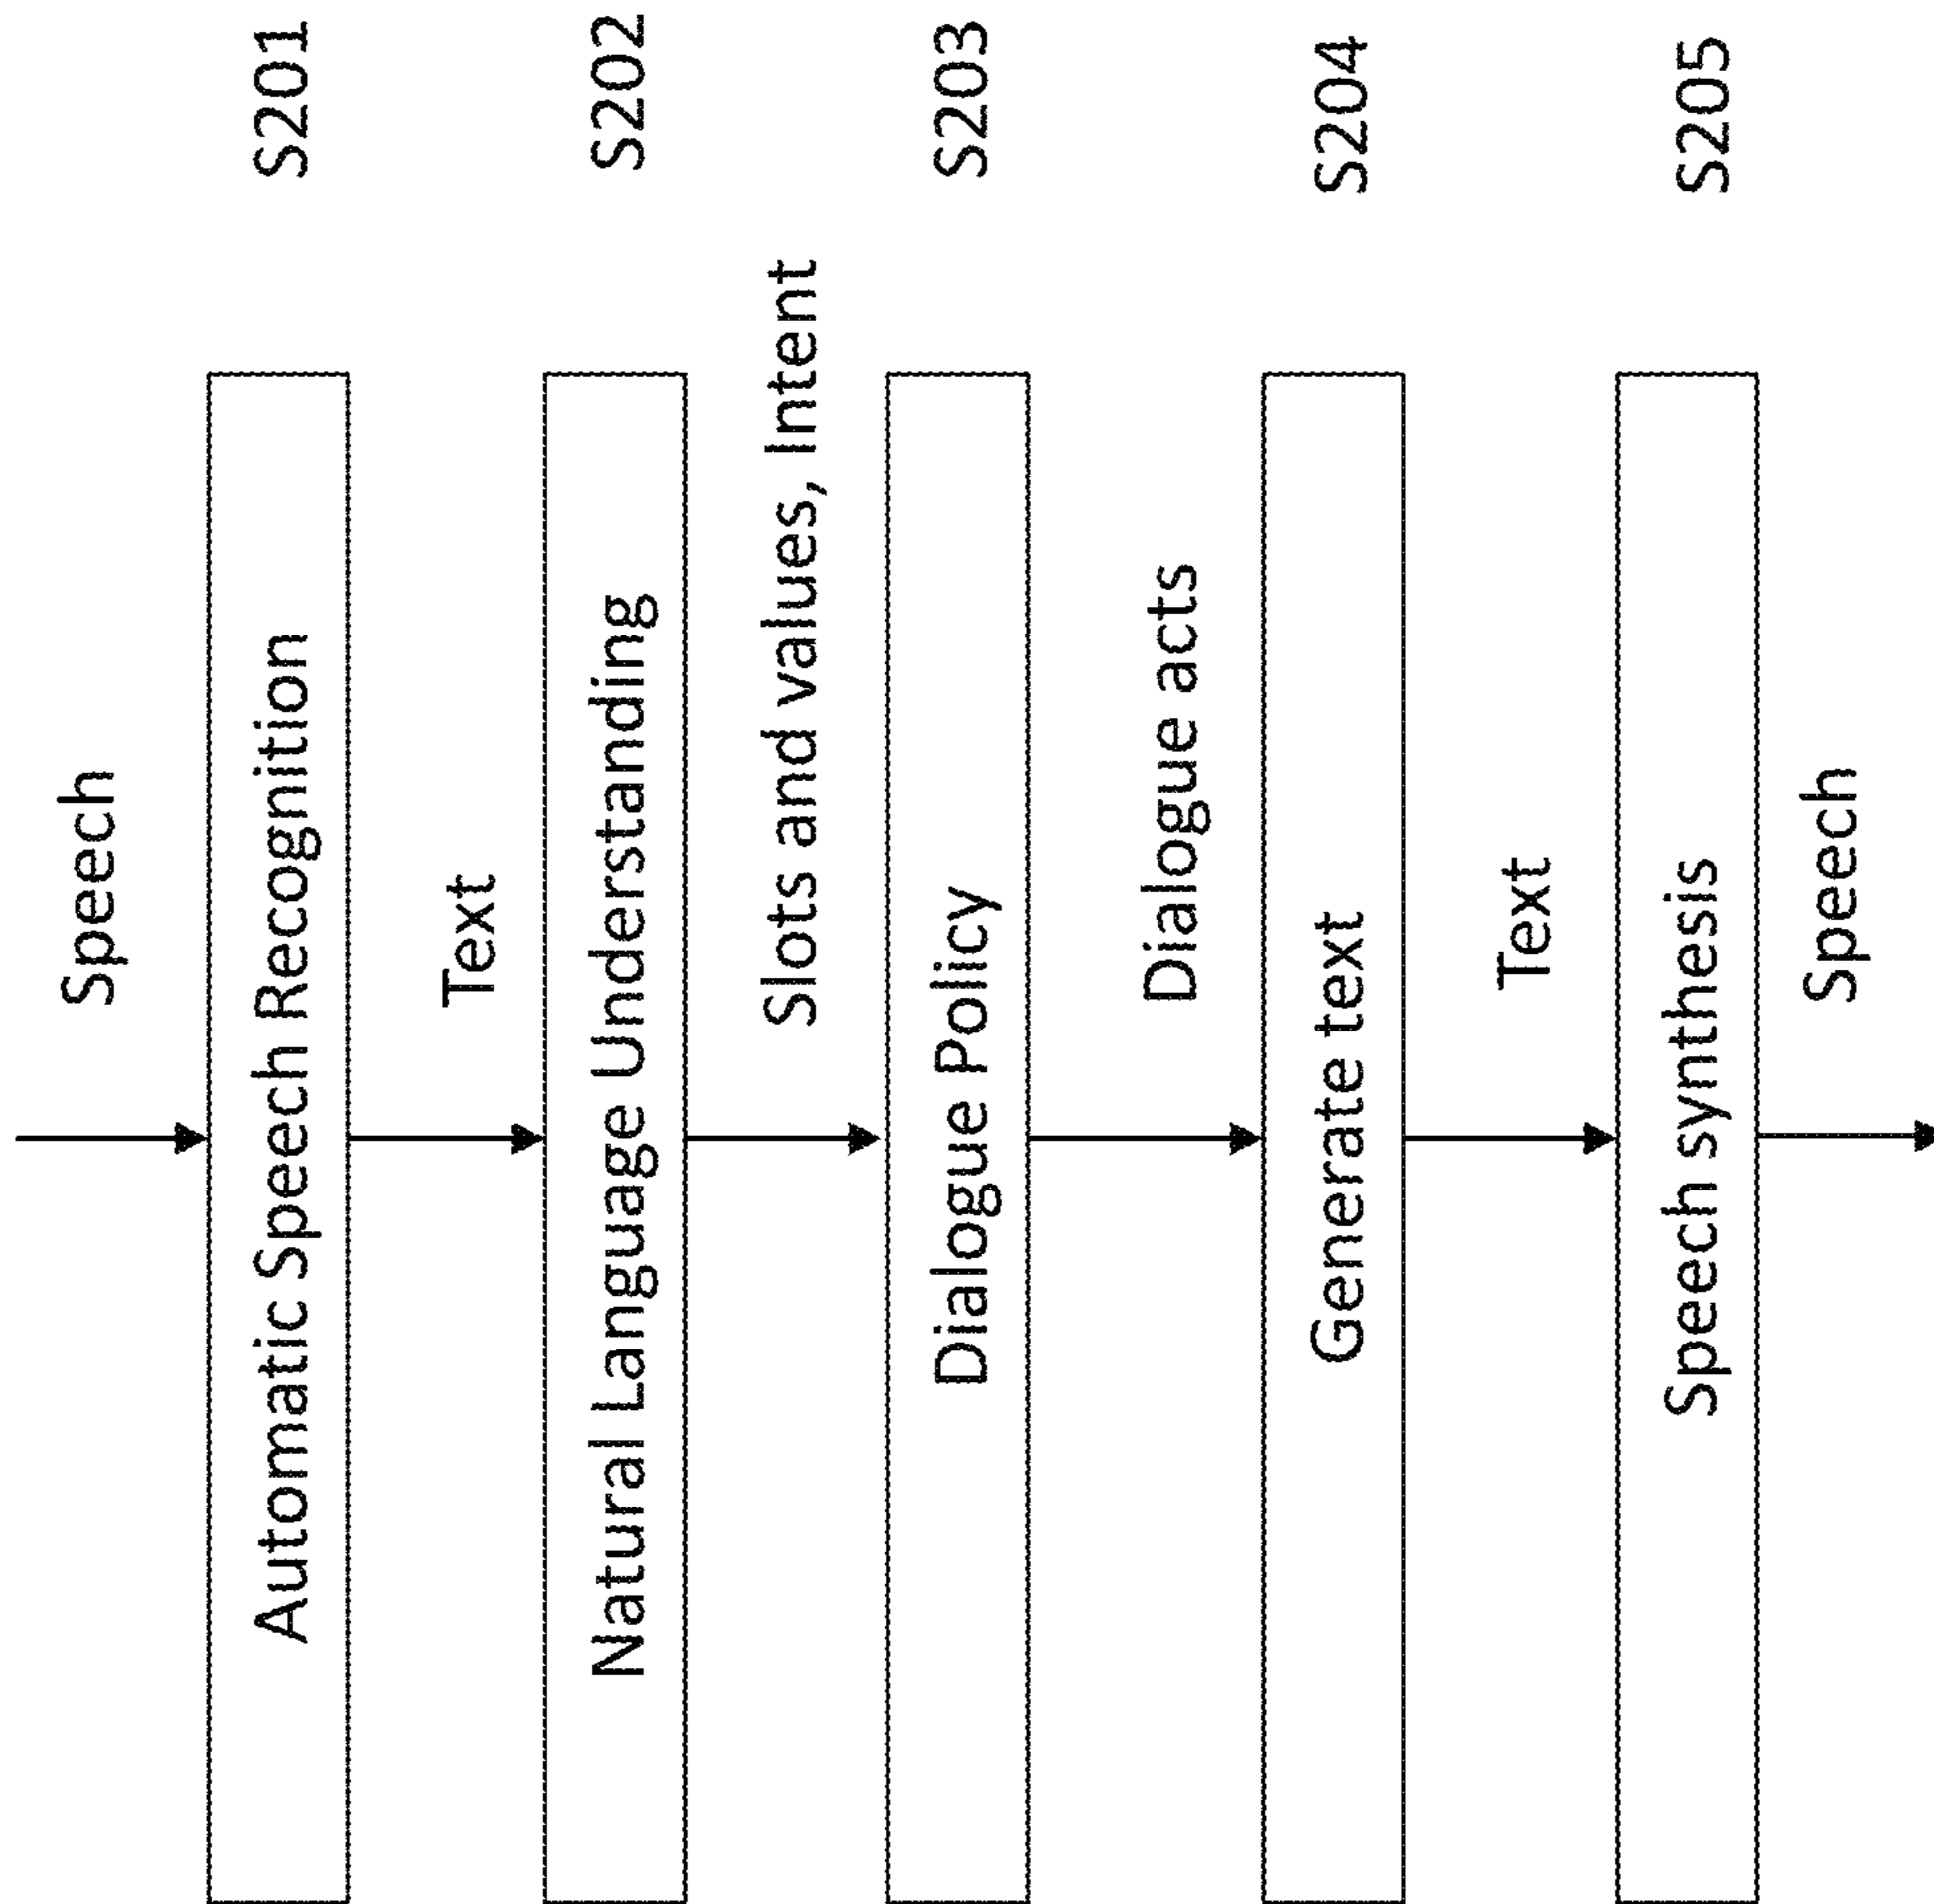 Speech
Automatic Speech Recognition
S201
Text
Natural Language Understanding
S202
Slots and values, Intent
Dialogue Policy
S203
Dialogue acts
Generate text
S204
Text
Speech synthesis
S205
Speech